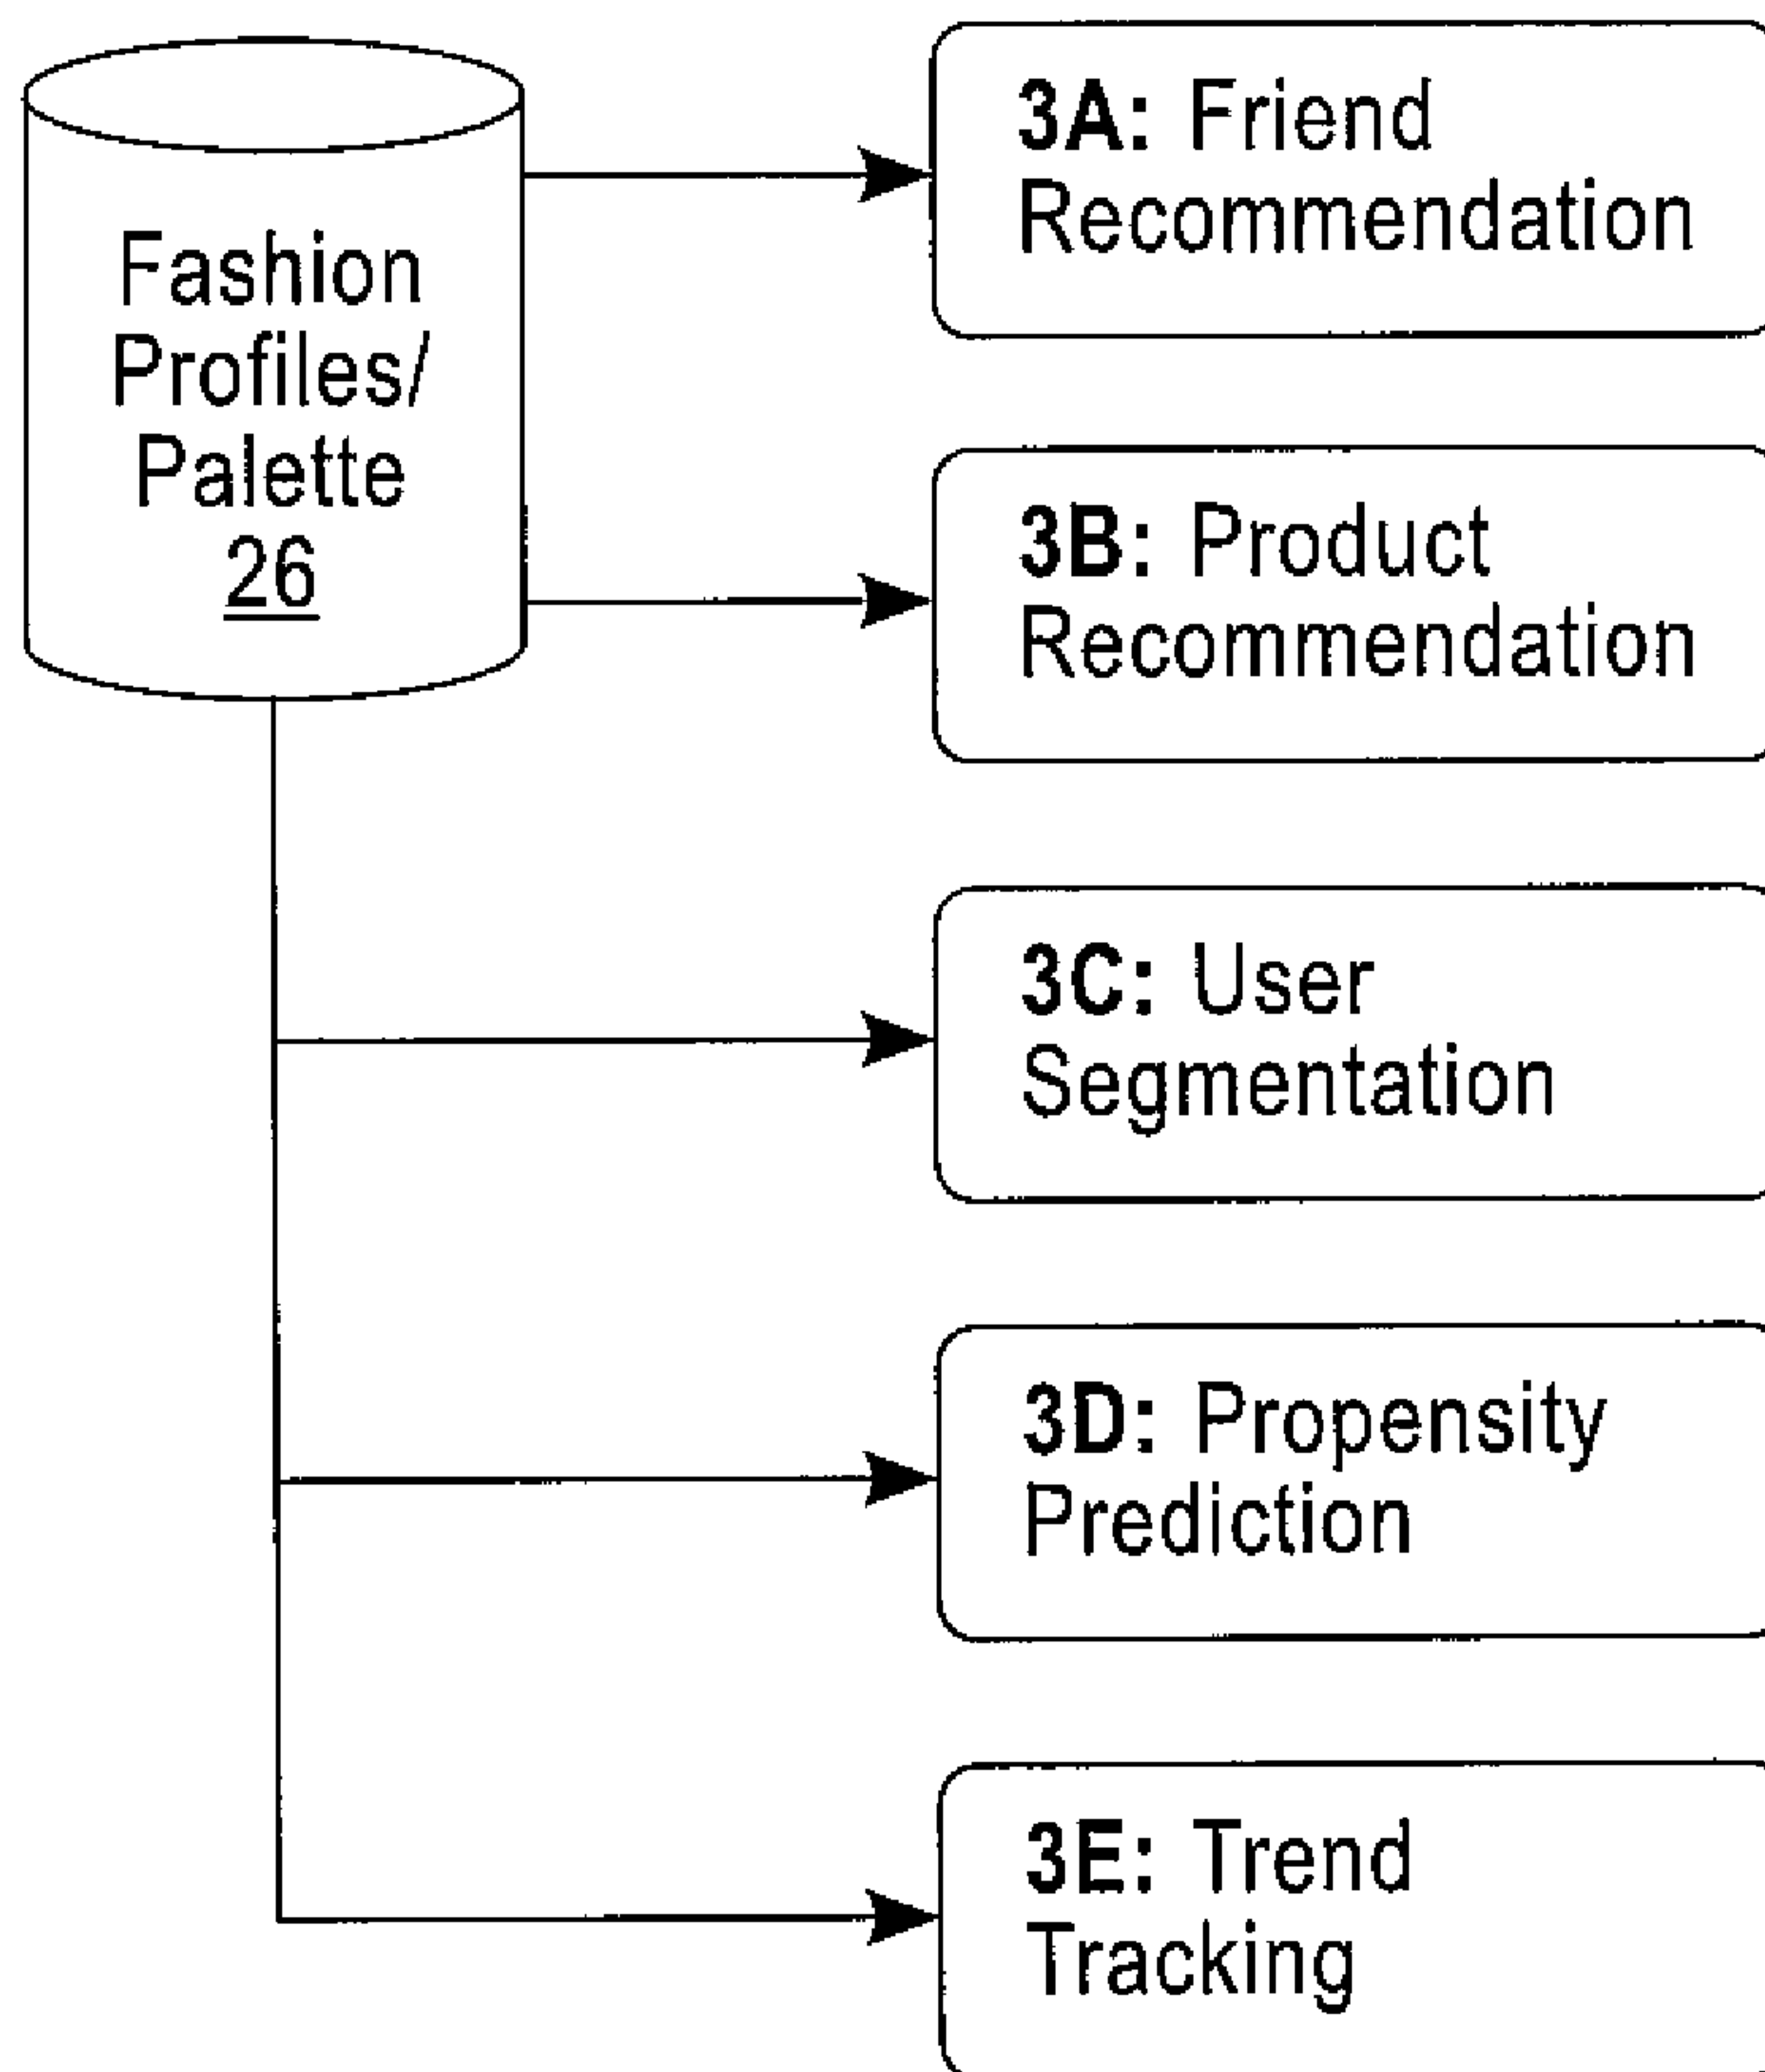 Fashion
Profiles/
Palette
26
3A: Friend
Recommendation
3B: Product
Recommendation
3C: User
Segmentation
3D: Propensity
Prediction
3E: Trend
Tracking